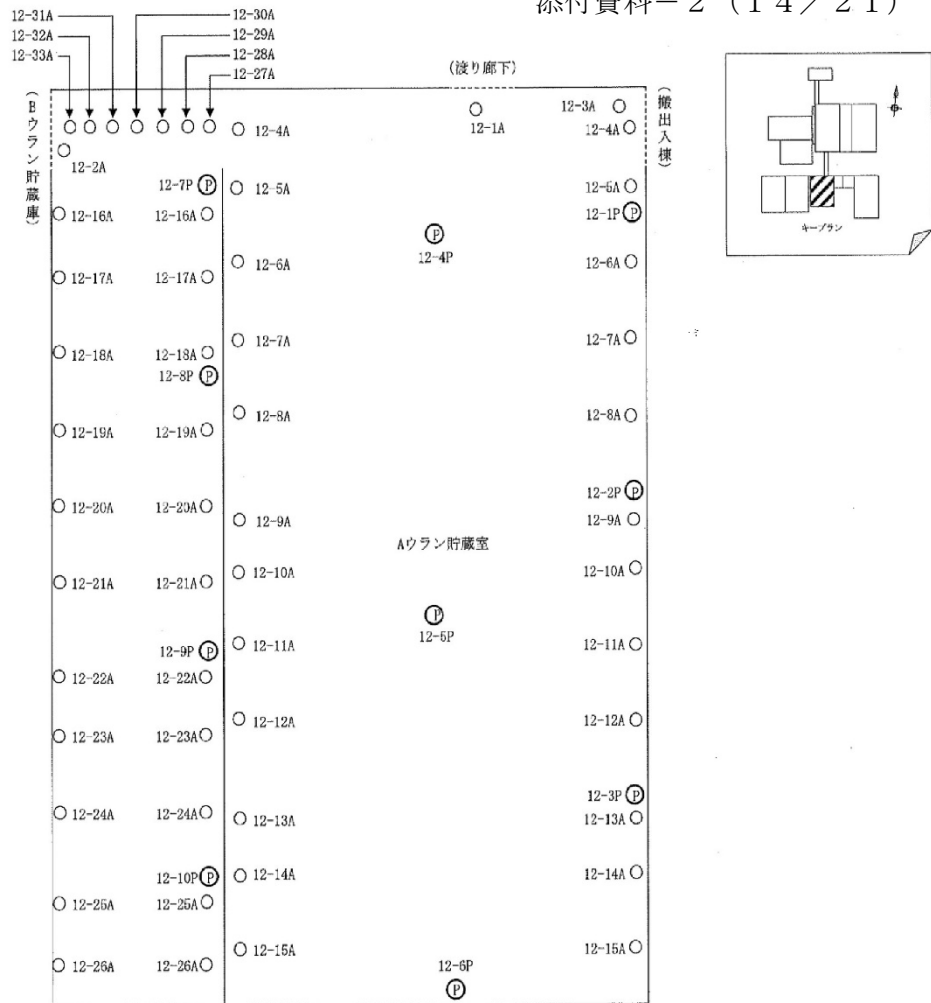 添付資料－2（14／21）
12-31A
12-32A
12-33A
12-30A
12-29A
12-28A
12-27A
(渡り廊下)
(Bウラン貯蔵庫)
(搬出入棟)
キープラン
12-1A
12-3A
12-4A
12-4A
12-2A
12-7P Ⓟ
12-5A
12-5A
12-16A
12-16A
12-1P Ⓟ
Ⓟ
12-4P
12-6A
12-6A
12-17A
12-17A
12-7A
12-7A
12-18A
12-18A
12-8P Ⓟ
12-8A
12-8A
12-19A
12-19A
12-2P Ⓟ
12-20A
12-20A
12-9A
12-9A
Aウラン貯蔵室
12-10A
12-10A
12-21A
12-21A
Ⓟ
12-5P
12-11A
12-11A
12-9P Ⓟ
12-22A
12-22A
12-12A
12-12A
12-23A
12-23A
12-3P Ⓟ
12-24A
12-24A
12-13A
12-13A
12-10P Ⓟ
12-14A
12-14A
12-25A
12-25A
12-15A
12-15A
12-26A
12-26A
12-6P
Ⓟ